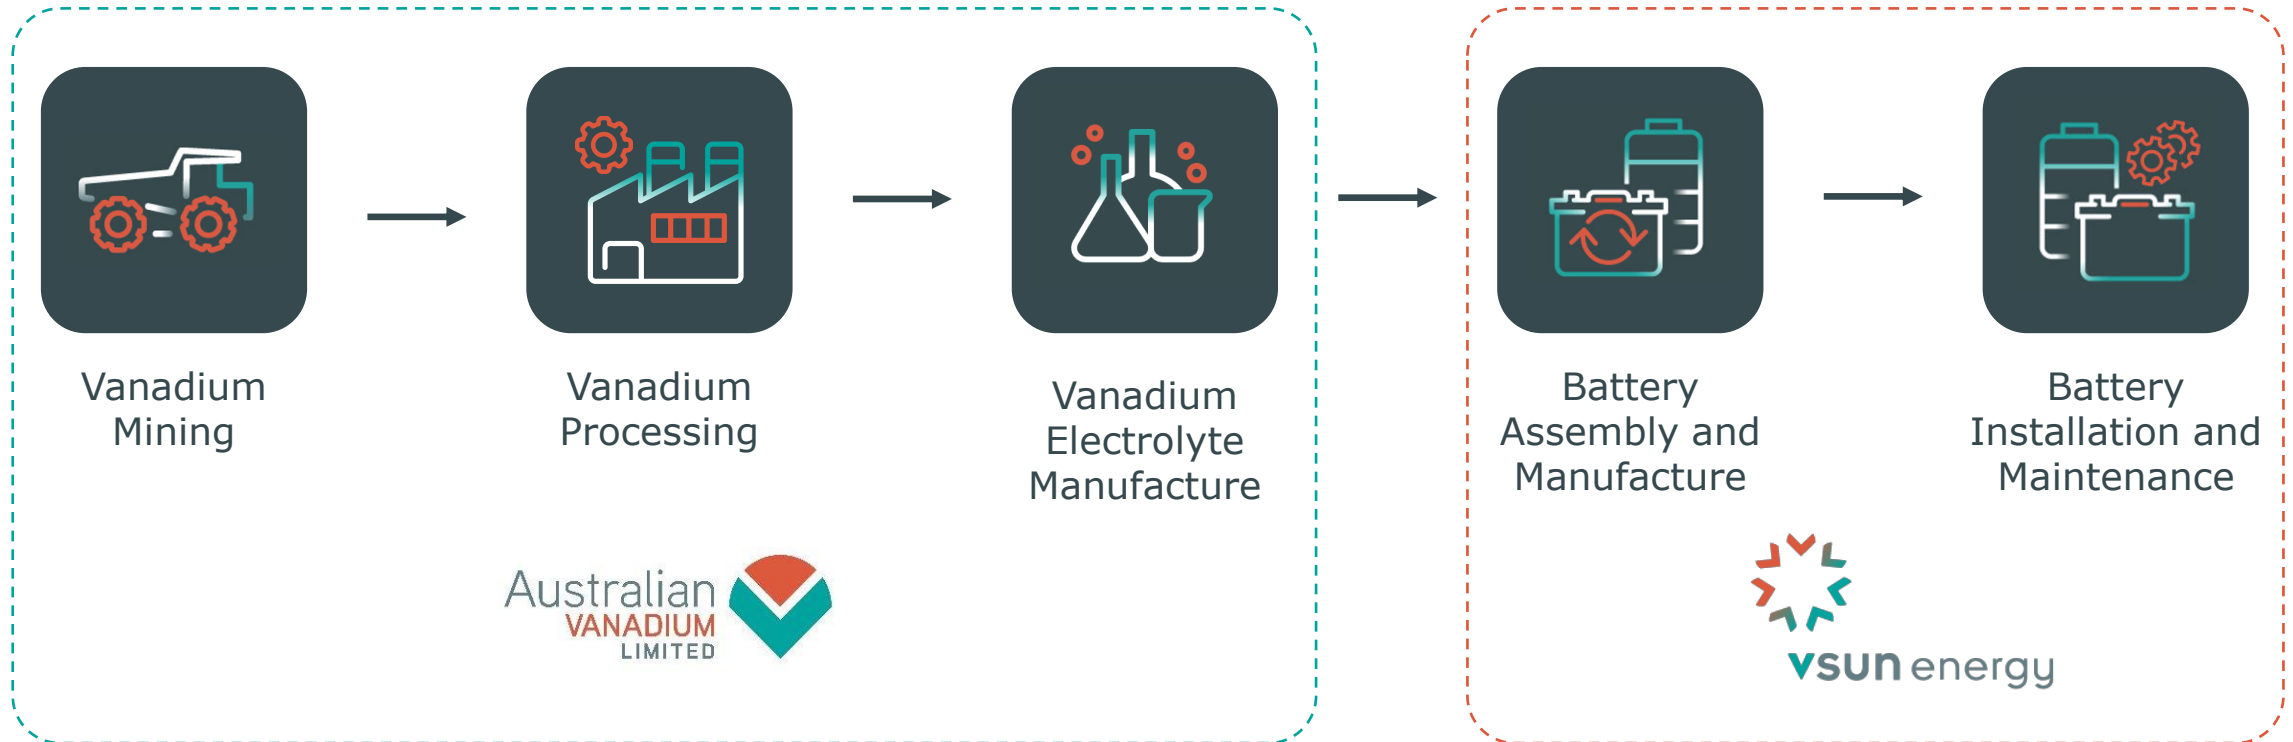 Vanadium
Mining
Vanadium
Processing
Vanadium
Electrolyte
Manufacture
Battery
Assembly and
Manufacture
Battery
Installation and
Maintenance
Australian
VANADIUM
LIMITED
vsun energy